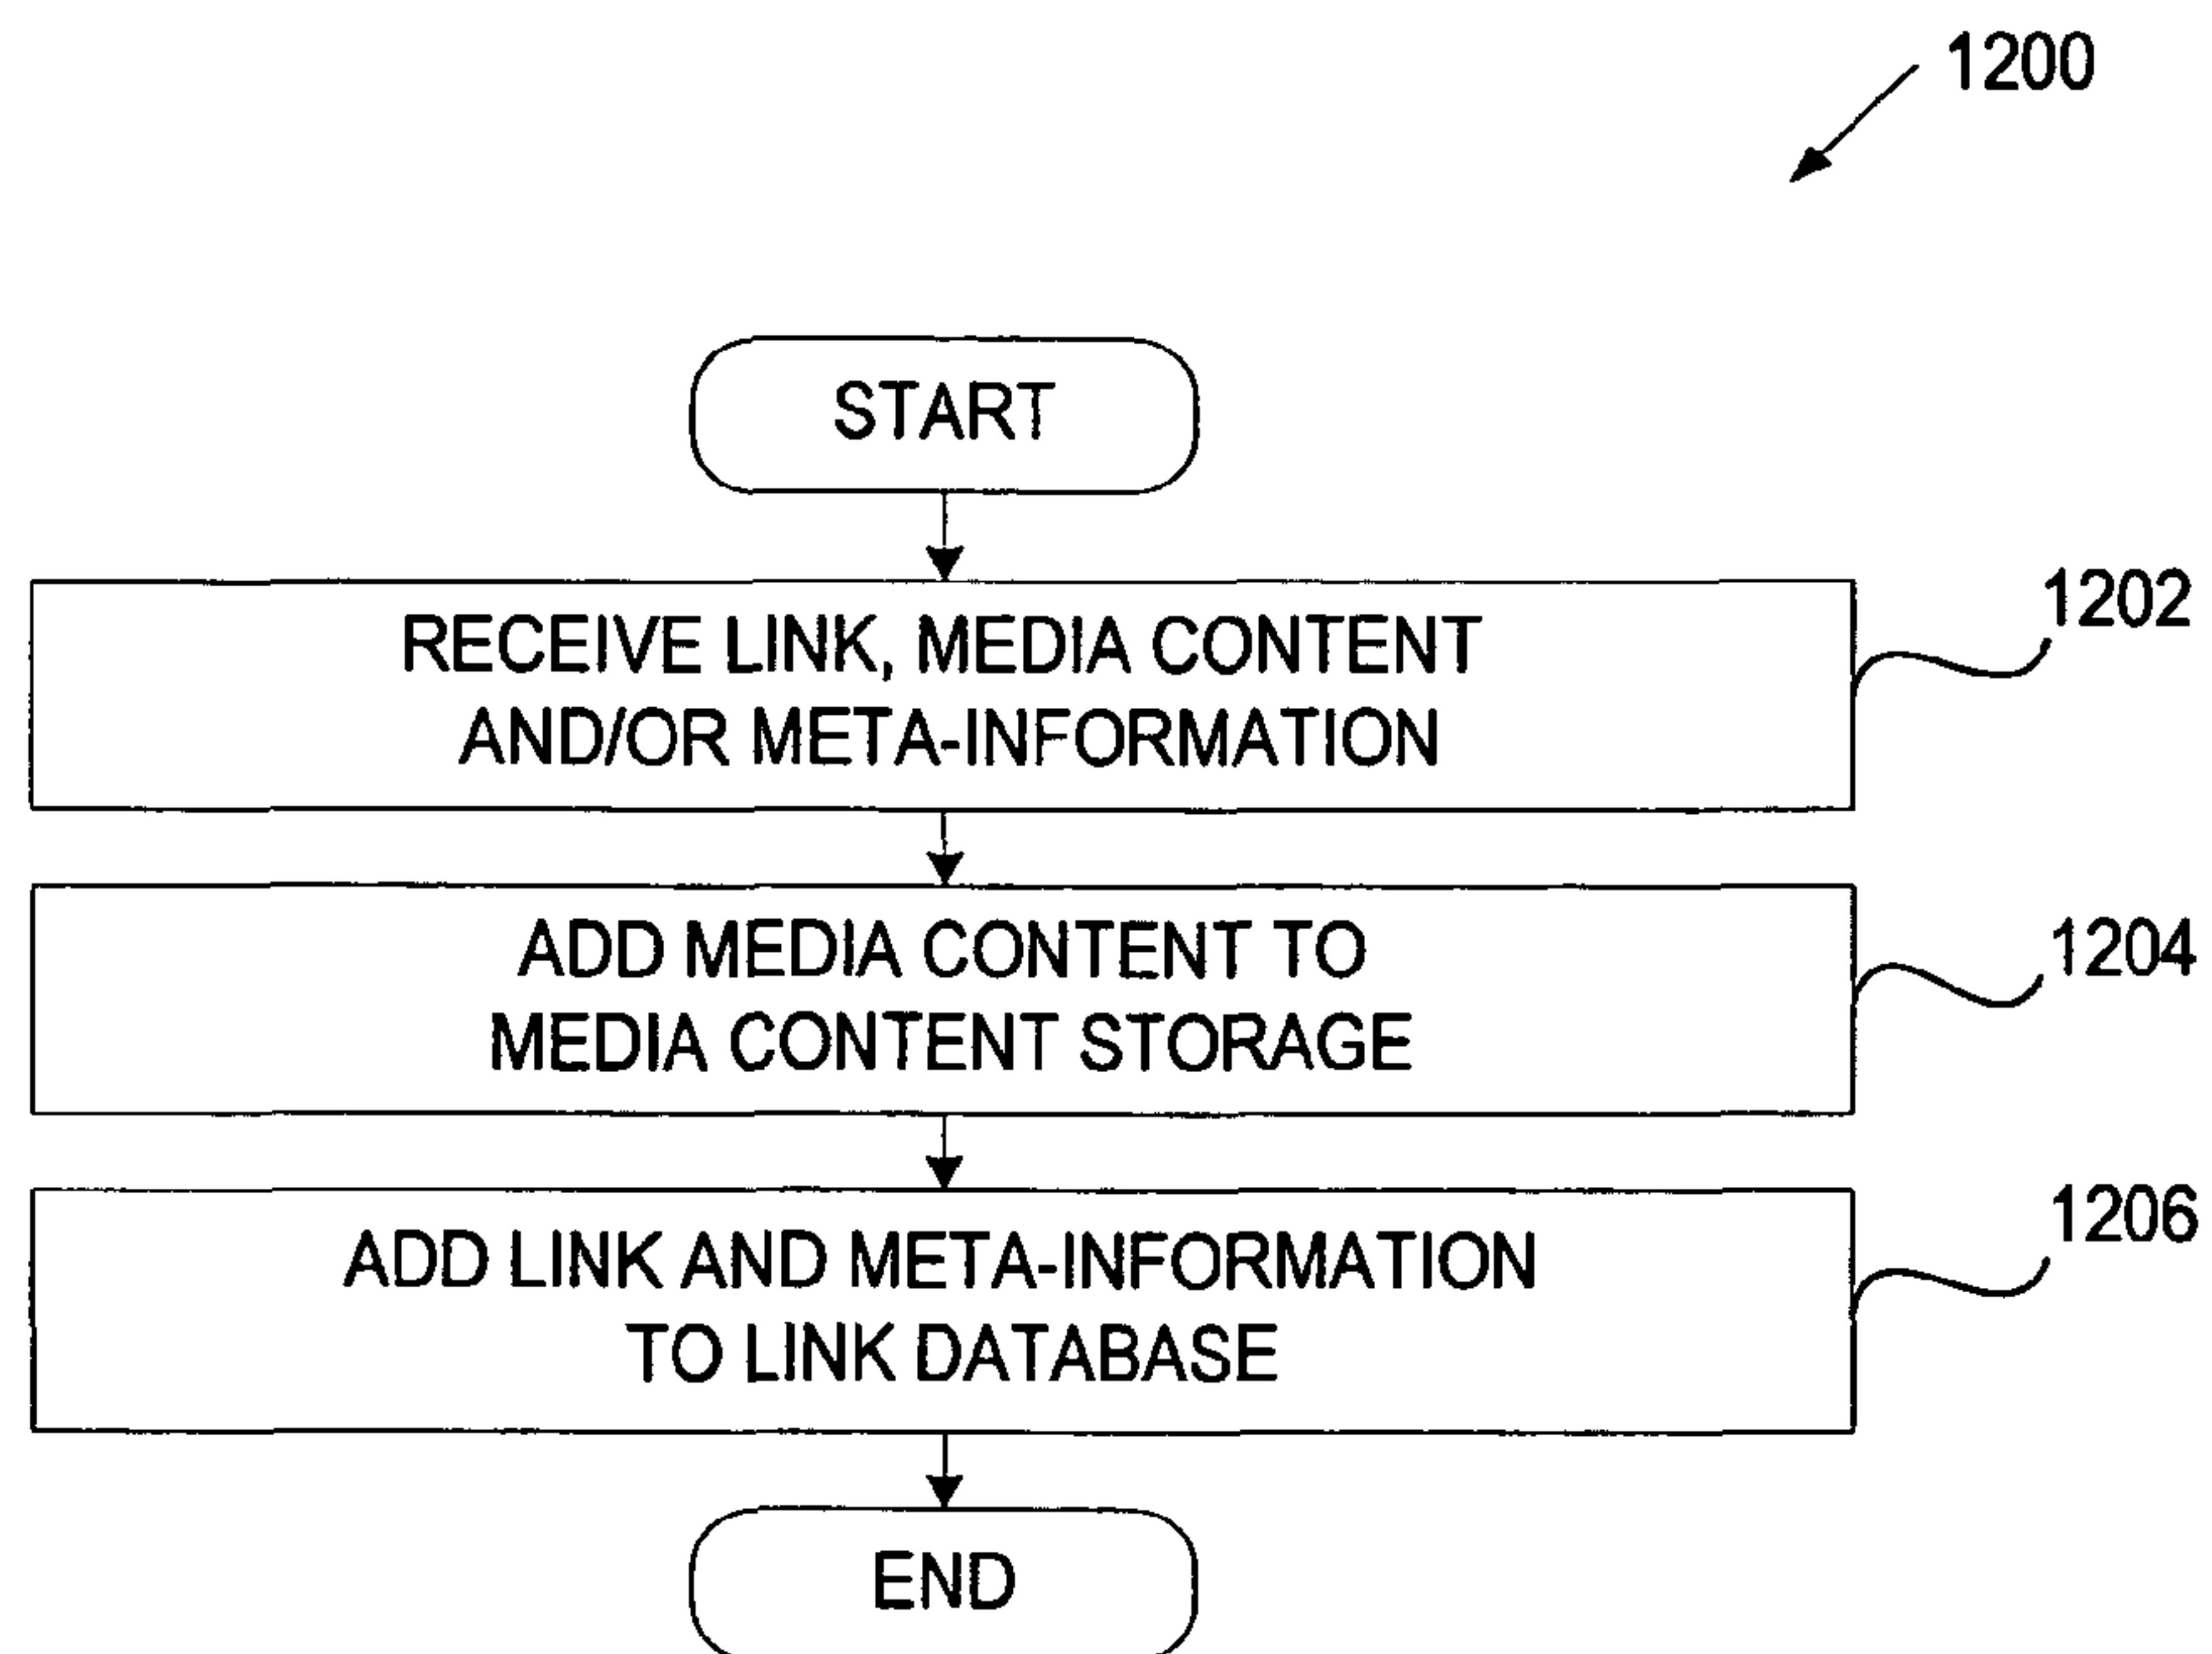 1200
START
RECEIVE LINK, MEDIA CONTENT
AND/OR META-INFORMATION
1202
ADD MEDIA CONTENT TO
MEDIA CONTENT STORAGE
1204
ADD LINK AND META-INFORMATION
TO LINK DATABASE
1206
END